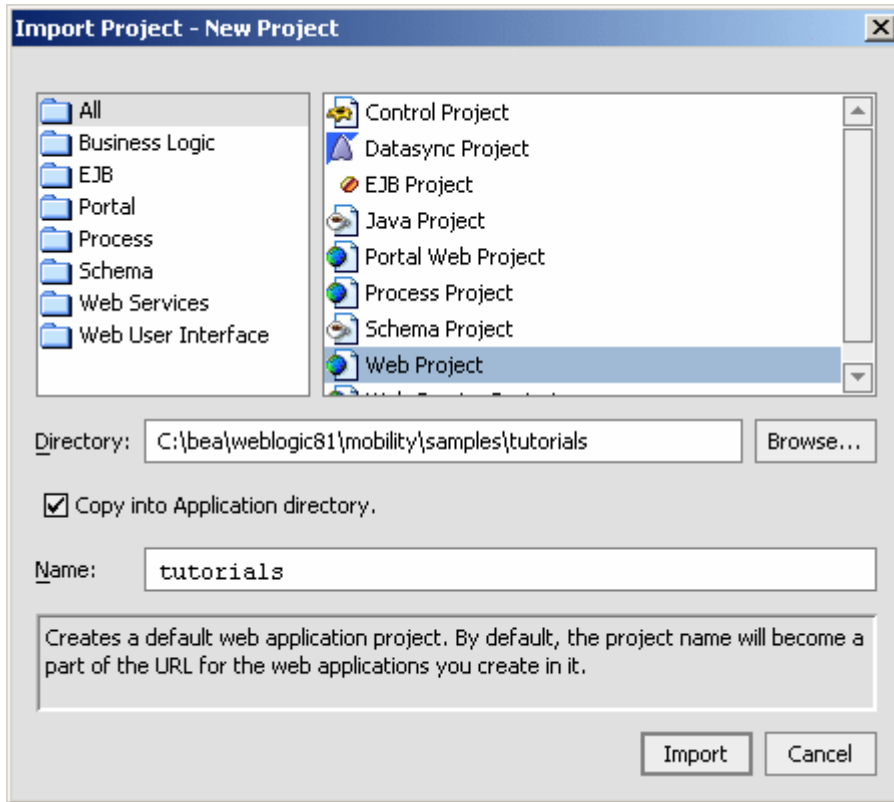 Import Project - New Project
All
Business Logic
EJB
Portal
Process
Schema
Web Services
Web User Interface
Control Project
Datasync Project
EJB Project
Java Project
Portal Web Project
Process Project
Schema Project
Web Project
Directory: C:\bea\weblogic81\mobility\samples\tutorials Browse...
Copy into Application directory.
Name: tutorials
Creates a default web application project. By default, the project name will become a
part of the URL for the web applications you create in it.
Import Cancel